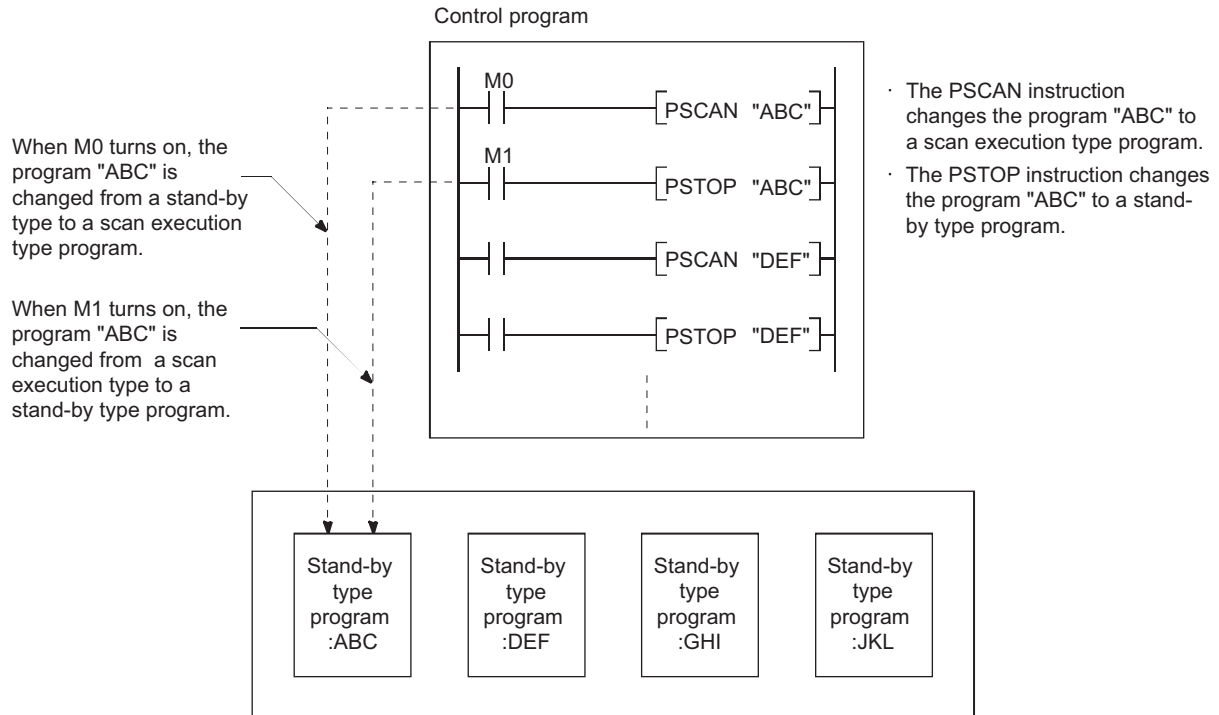 Control program
M0
PSCAN "ABC"
M1
PSTOP "ABC"
PSCAN "DEF"
PSTOP "DEF"
· The PSCAN instruction
changes the program "ABC" to
a scan execution type program.
· The PSTOP instruction changes
the program "ABC" to a stand-
by type program.
When M0 turns on, the
program "ABC" is
changed from a stand-by
type to a scan execution
type program.
When M1 turns on, the
program "ABC" is
changed from a scan
execution type to a
stand-by type program.
Stand-by
type
program
:ABC
Stand-by
type
program
:DEF
Stand-by
type
program
:GHI
Stand-by
type
program
:JKL